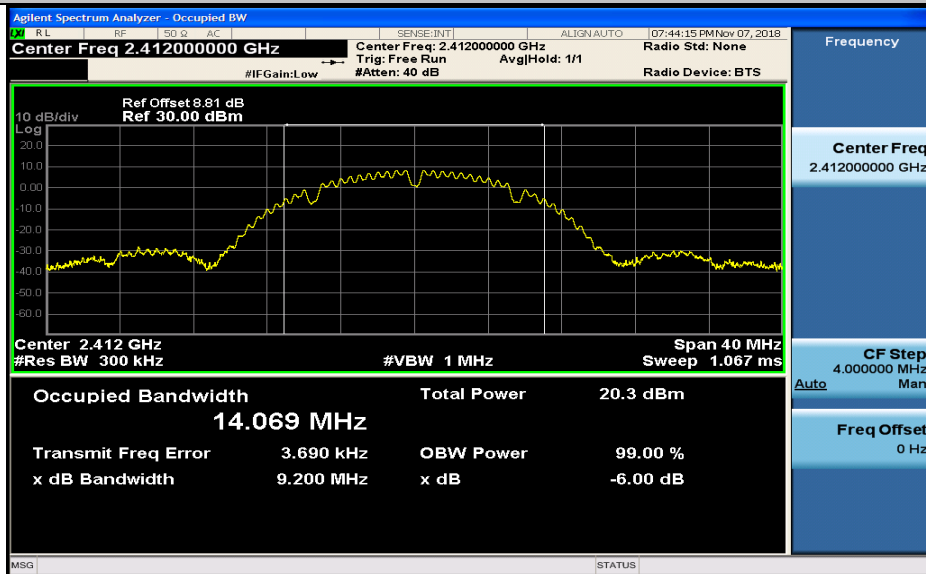 Agilent Spectrum Analyzer - Occupied BW
LXI RL RF 50 Ω AC SENSE:INT ALIGN AUTO 07:44:15 PM Nov 07, 2018
Center Freq 2.412000000 GHz Center Freq: 2.412000000 GHz Radio Std: None Frequency
Trig: Free Run Avg|Hold: 1/1
#IFGain:Low #Atten: 40 dB Radio Device: BTS
Ref Offset 8.81 dB
10 dB/div Ref 30.00 dBm
Log
20.0
10.0
0.00
-10.0
-20.0
-30.0
-40.0
-50.0
-60.0
Center Freq
2.412000000 GHz
Center 2.412 GHz Span 40 MHz
#Res BW 300 kHz #VBW 1 MHz Sweep 1.067 ms
CF Step
4.000000 MHz
Auto Man
Occupied Bandwidth Total Power 20.3 dBm
14.069 MHz
Freq Offset
0 Hz
Transmit Freq Error 3.690 kHz OBW Power 99.00 %
x dB Bandwidth 9.200 MHz x dB -6.00 dB
MSG STATUS